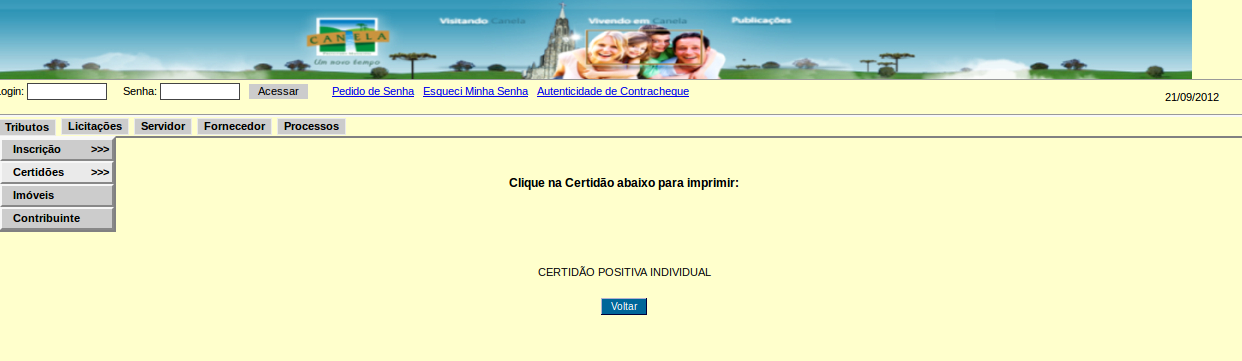 Visitando Canela
Vivendo em Canela
Publicações
CANELA
Um novo tempo
ogin:
Senha:
Acessar
Pedido de Senha
Esqueci Minha Senha
Autenticidade de Contracheque
21/09/2012
Tributos
Licitações
Servidor
Fornecedor
Processos
Inscrição >>>
Certidões >>>
Imóveis
Contribuinte
Clique na Certidão abaixo para imprimir:
CERTIDÃO POSITIVA INDIVIDUAL
Voltar